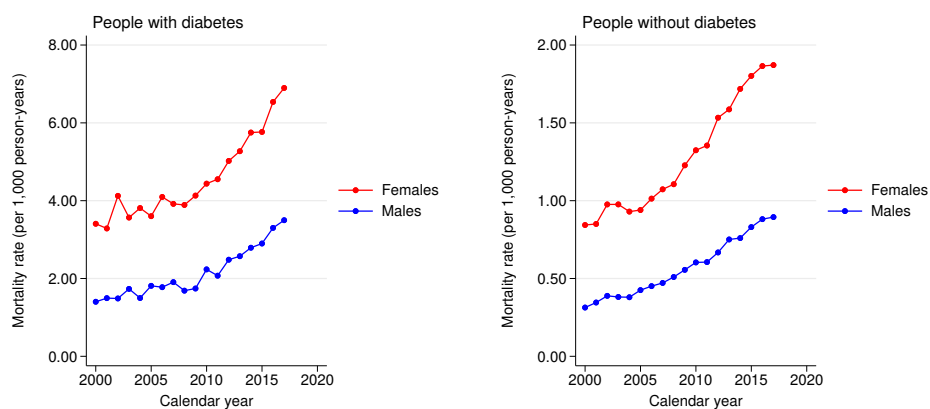 People with diabetes
Mortality rate (per 1,000 person-years)
8.00
6.00
4.00
2.00
0.00
2000 2005 2010 2015 2020
Calendar year
Females
Males
People without diabetes
Mortality rate (per 1,000 person-years)
2.00
1.50
1.00
0.50
0.00
2000 2005 2010 2015 2020
Calendar year
Females
Males